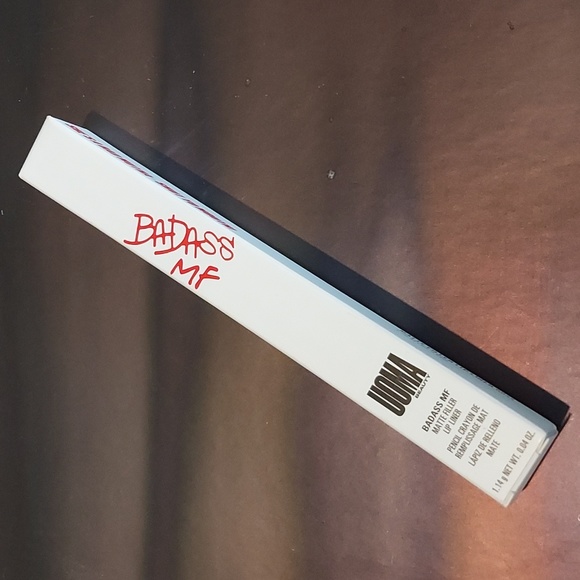 BADASS
MF
UOMA
BEAUTY
BADASS MF
MATTE FILLER
LIP LINER
PENCIL CRAYON DE
REMPLISSAGE MAT
LÁPIZ DE RELLENO
MATE
1.14 g NET WT. 0.04 OZ.